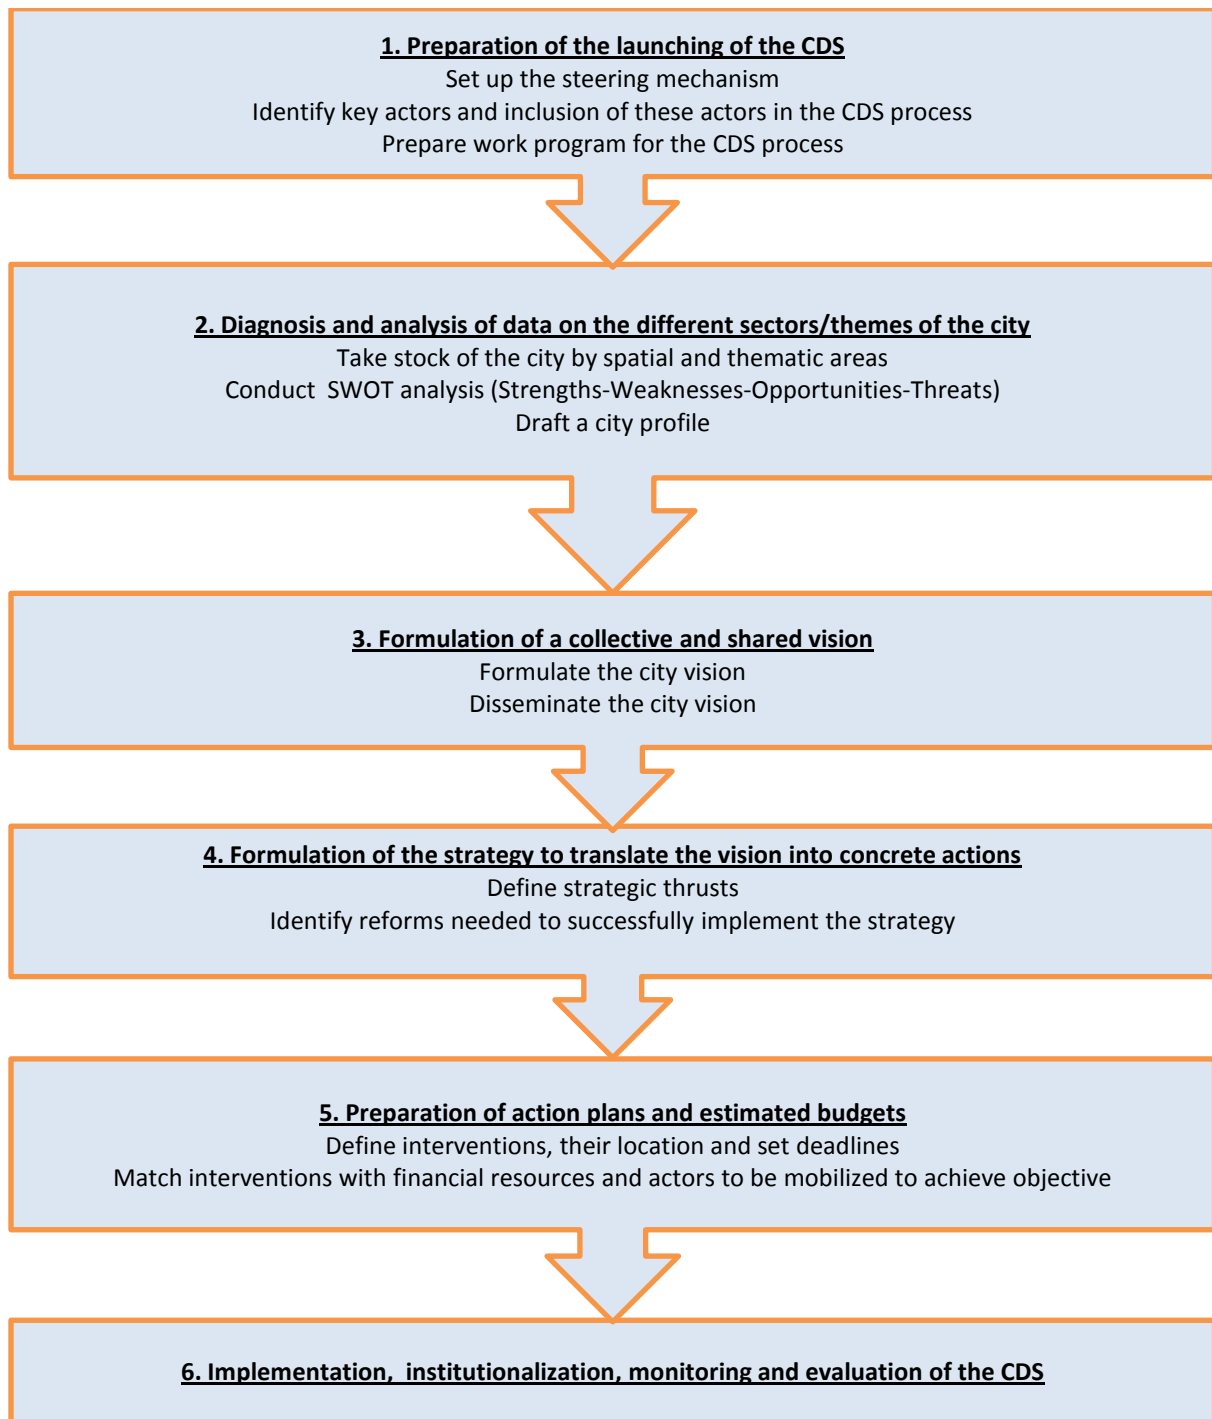 1. Preparation of the launching of the CDS
Set up the steering mechanism
Identify key actors and inclusion of these actors in the CDS process
Prepare work program for the CDS process
2. Diagnosis and analysis of data on the different sectors/themes of the city
Take stock of the city by spatial and thematic areas
Conduct  SWOT analysis (Strengths-Weaknesses-Opportunities-Threats)
Draft a city profile
3. Formulation of a collective and shared vision
Formulate the city vision
Disseminate the city vision
4. Formulation of the strategy to translate the vision into concrete actions
Define strategic thrusts
Identify reforms needed to successfully implement the strategy
5. Preparation of action plans and estimated budgets
Define interventions, their location and set deadlines
Match interventions with financial resources and actors to be mobilized to achieve objective
6. Implementation,  institutionalization, monitoring and evaluation of the CDS